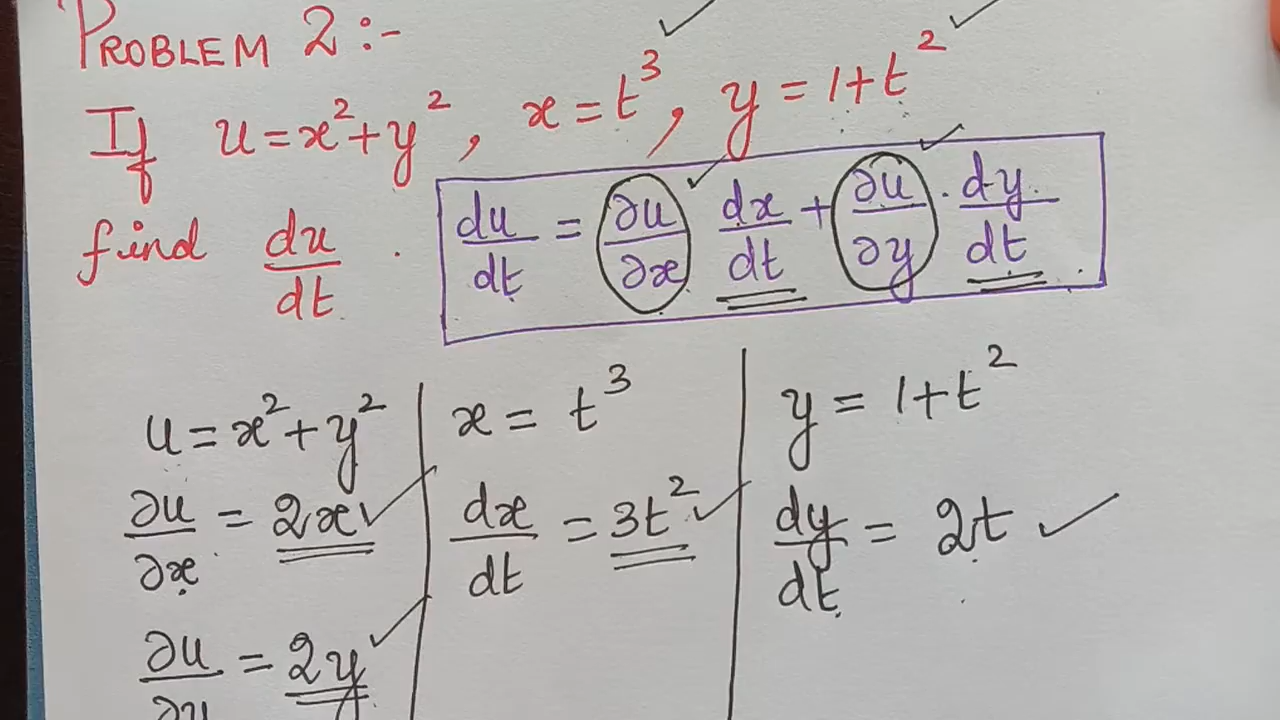 PROBLEM 2 :-
If u = x² + y² , x = t³ , y = 1 + t²
find du/dt . du/dt = ∂u/∂x dx/dt + ∂u/∂y . dy/dt
u = x² + y²
∂u/∂x = 2x
∂u/∂y = 2y
x = t³
dx/dt = 3t²
y = 1 + t²
dy/dt = 2t